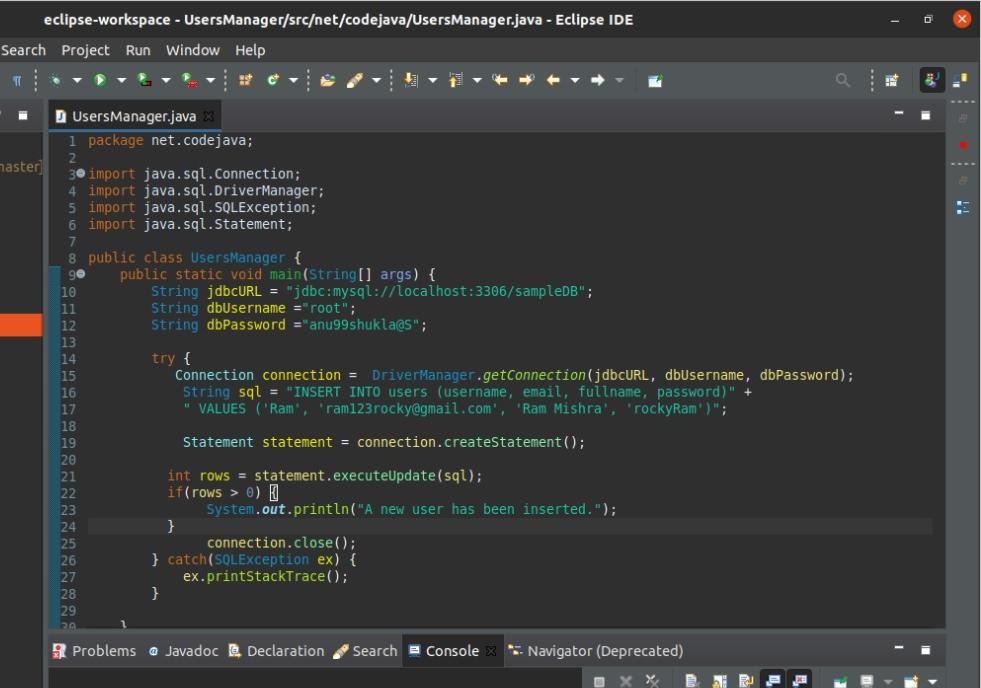 eclipse-workspace - UsersManager/src/net/codejava/UsersManager.java - Eclipse IDE
Search Project Run Window Help
UsersManager.java
1 package net.codejava;
2
3 import java.sql.Connection;
4 import java.sql.DriverManager;
5 import java.sql.SQLException;
6 import java.sql.Statement;
7
8 public class UsersManager {
9 public static void main(String[] args) {
10 String jdbcURL = "jdbc:mysql://localhost:3306/sampleDB";
11 String dbUsername ="root";
12 String dbPassword ="anu99shukla@S";
13
14 try {
15 Connection connection = DriverManager.getConnection(jdbcURL, dbUsername, dbPassword);
16 String sql = "INSERT INTO users (username, email, fullname, password)" +
17 " VALUES ('Ram', 'ram123rocky@gmail.com', 'Ram Mishra', 'rockyRam')";
18
19 Statement statement = connection.createStatement();
20
21 int rows = statement.executeUpdate(sql);
22 if(rows > 0) {
23 System.out.println("A new user has been inserted.");
24 }
25 connection.close();
26 } catch(SQLException ex) {
27 ex.printStackTrace();
28 }
29
30 }
Problems Javadoc Declaration Search Console Navigator (Deprecated)